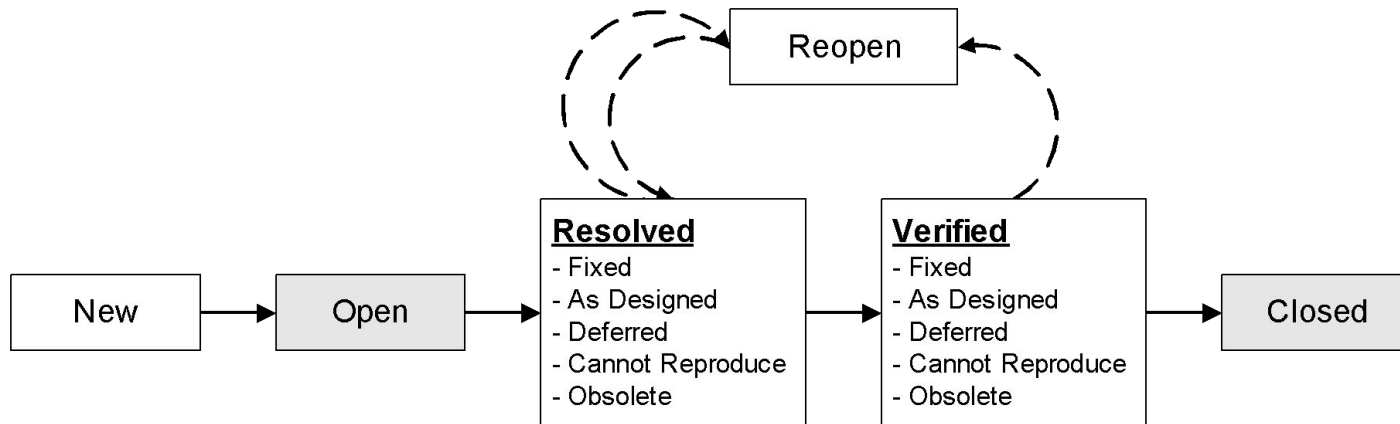 Reopen
New
Open
Resolved
- Fixed
- As Designed
- Deferred
- Cannot Reproduce
- Obsolete
Verified
- Fixed
- As Designed
- Deferred
- Cannot Reproduce
- Obsolete
Closed